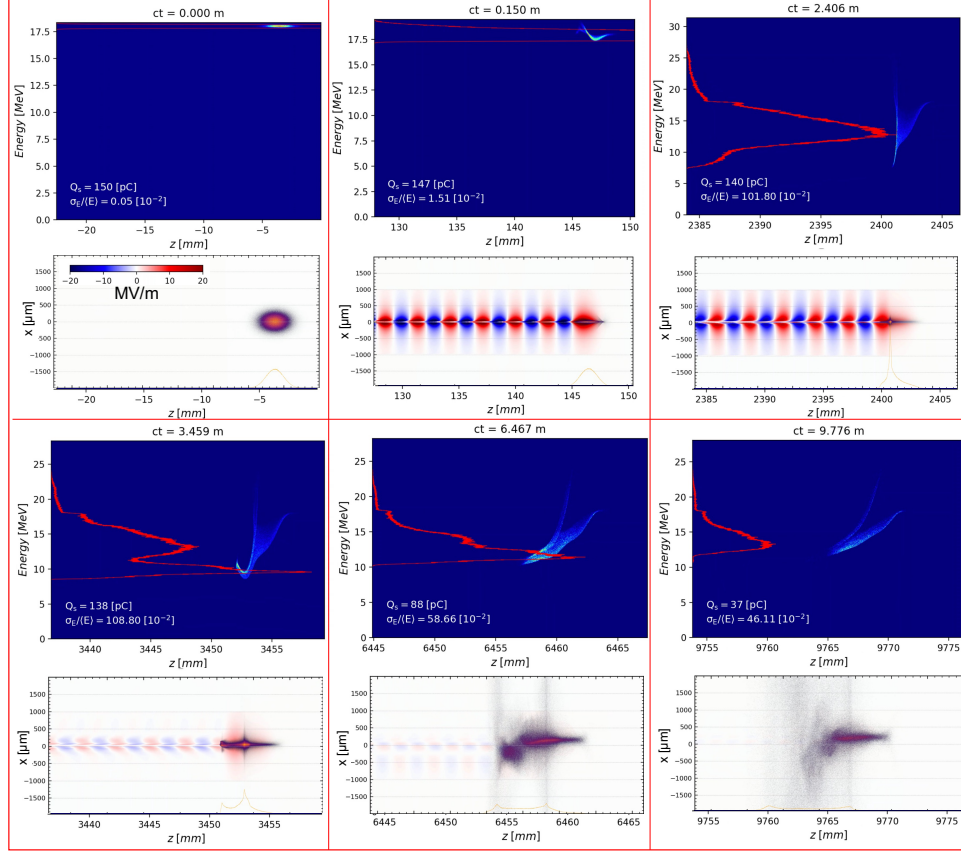 ct = 0.000 m
17.5
15.0
12.5
10.0
7.5
5.0
2.5
0.0
Energy [MeV]
Qs = 150 [pC]
σE/⟨E⟩ = 0.05 [10⁻²]
−20 −15 −10 −5
z [mm]
1500
1000
500
0
−500
−1000
−1500
x [µm]
−20 −10 0 10 20
MV/m
−20 −15 −10 −5
z [mm]
ct = 0.150 m
17.5
15.0
12.5
10.0
7.5
5.0
2.5
0.0
Energy [MeV]
Qs = 147 [pC]
σE/⟨E⟩ = 1.51 [10⁻²]
130 135 140 145 150
z [mm]
1500
1000
500
0
−500
−1000
−1500
x [µm]
130 135 140 145 150
z [mm]
ct = 2.406 m
30
25
20
15
10
5
0
Energy [MeV]
Qs = 140 [pC]
σE/⟨E⟩ = 101.80 [10⁻²]
2385 2390 2395 2400 2405
z [mm]
1500
1000
500
0
−500
−1000
−1500
x [µm]
2385 2390 2395 2400 2405
z [mm]
ct = 3.459 m
25
20
15
10
5
0
Energy [MeV]
Qs = 138 [pC]
σE/⟨E⟩ = 108.80 [10⁻²]
3440 3445 3450 3455
z [mm]
1500
1000
500
0
−500
−1000
−1500
x [µm]
3440 3445 3450 3455
z [mm]
ct = 6.467 m
25
20
15
10
5
0
Energy [MeV]
Qs = 88 [pC]
σE/⟨E⟩ = 58.66 [10⁻²]
6445 6450 6455 6460 6465
z [mm]
1500
1000
500
0
−500
−1000
−1500
x [µm]
6445 6450 6455 6460 6465
z [mm]
ct = 9.776 m
25
20
15
10
5
0
Energy [MeV]
Qs = 37 [pC]
σE/⟨E⟩ = 46.11 [10⁻²]
9755 9760 9765 9770 9775
z [mm]
1500
1000
500
0
−500
−1000
−1500
x [µm]
9755 9760 9765 9770 9775
z [mm]